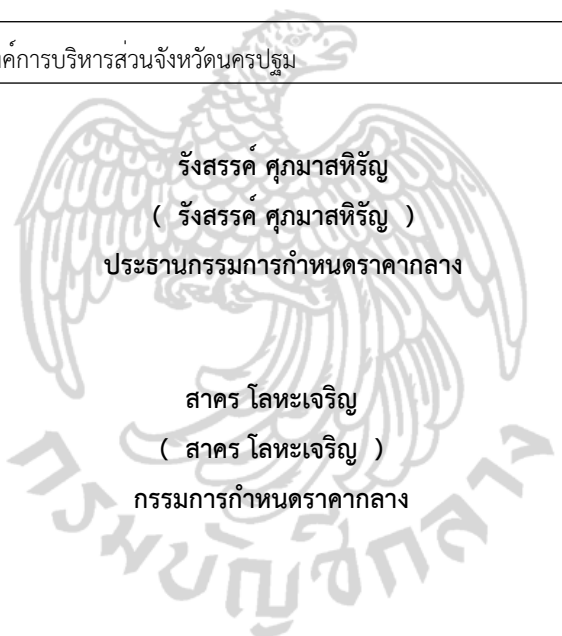 ค์การบริหารส่วนจังหวัดนครปฐม
รังสรรค์ ศุภมาสหิรัญ
( รังสรรค์ ศุภมาสหิรัญ )
ประธานกรรมการกำหนดราคากลาง
สาคร โลหะเจริญ
( สาคร โลหะเจริญ )
กรรมการกำหนดราคากลาง
กรมบัญชีกลาง